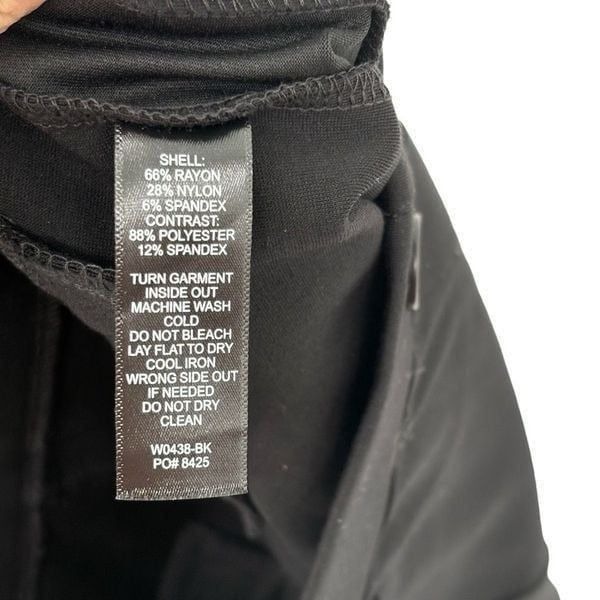 SHELL:
66% RAYON
28% NYLON
6% SPANDEX
CONTRAST:
88% POLYESTER
12% SPANDEX
TURN GARMENT
INSIDE OUT
MACHINE WASH
COLD
DO NOT BLEACH
LAY FLAT TO DRY
COOL IRON
WRONG SIDE OUT
IF NEEDED
DO NOT DRY
CLEAN
W0438-BK
PO# 8425